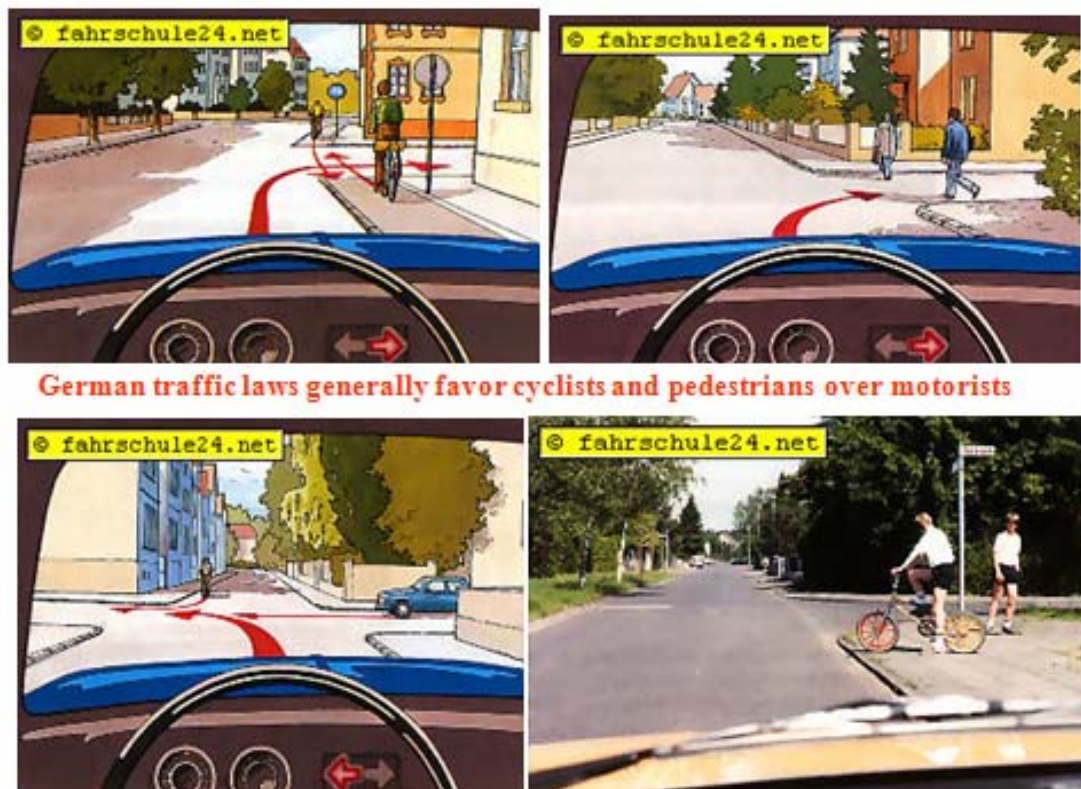 © fahrschule24.net
© fahrschule24.net
German traffic laws generally favor cyclists and pedestrians over motorists
© fahrschule24.net
© fahrschule24.net